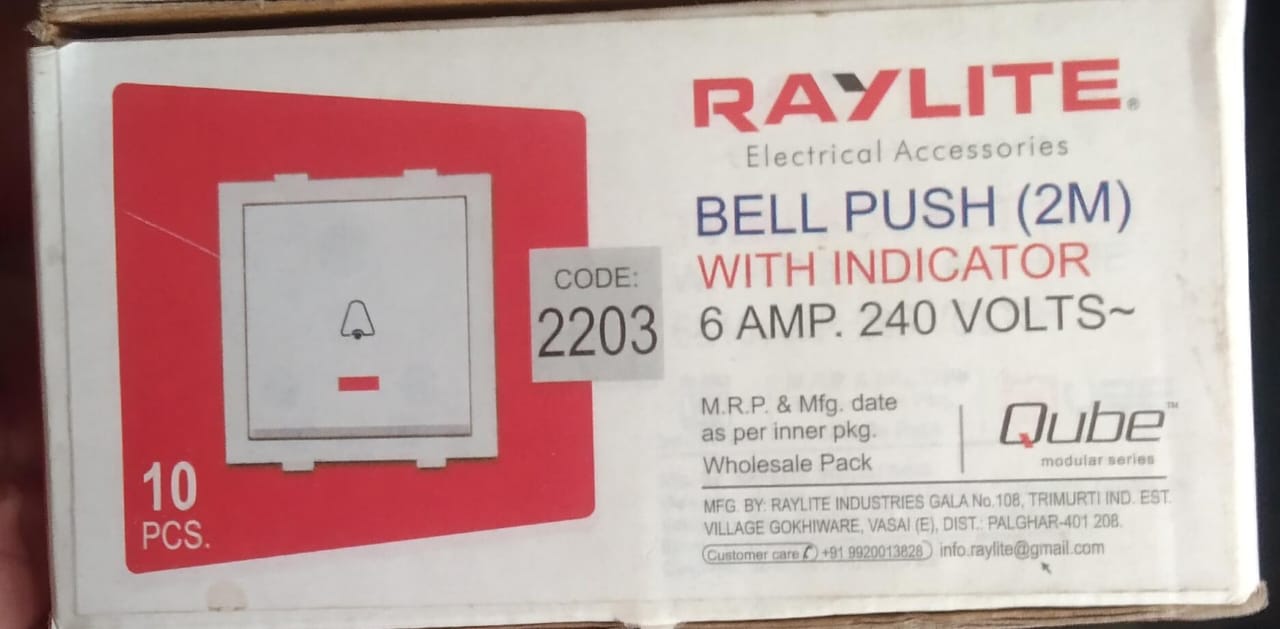 RAYLITE®
Electrical Accessories
BELL PUSH (2M)
WITH INDICATOR
6 AMP. 240 VOLTS~
CODE:
2203
10
PCS.
M.R.P. & Mfg. date
as per inner pkg.
Wholesale Pack
Qube™
modular series
MFG. BY: RAYLITE INDUSTRIES GALA No.108, TRIMURTI IND. EST.
VILLAGE GOKHIWARE, VASAI (E), DIST.: PALGHAR-401 208.
Customer care ✆ +91 9920013828 info.raylite@gmail.com